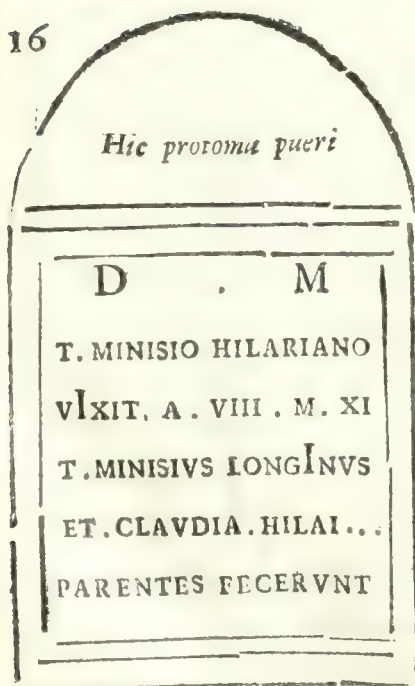 16
Hic protoma pueri
D . M
T. MINISIO HILARIANO
VIXIT. A. VIII. M. XI
T. MINISIVS LONGINVS
ET. CLAVDIA. HILAI...
PARENTES FECERVNT